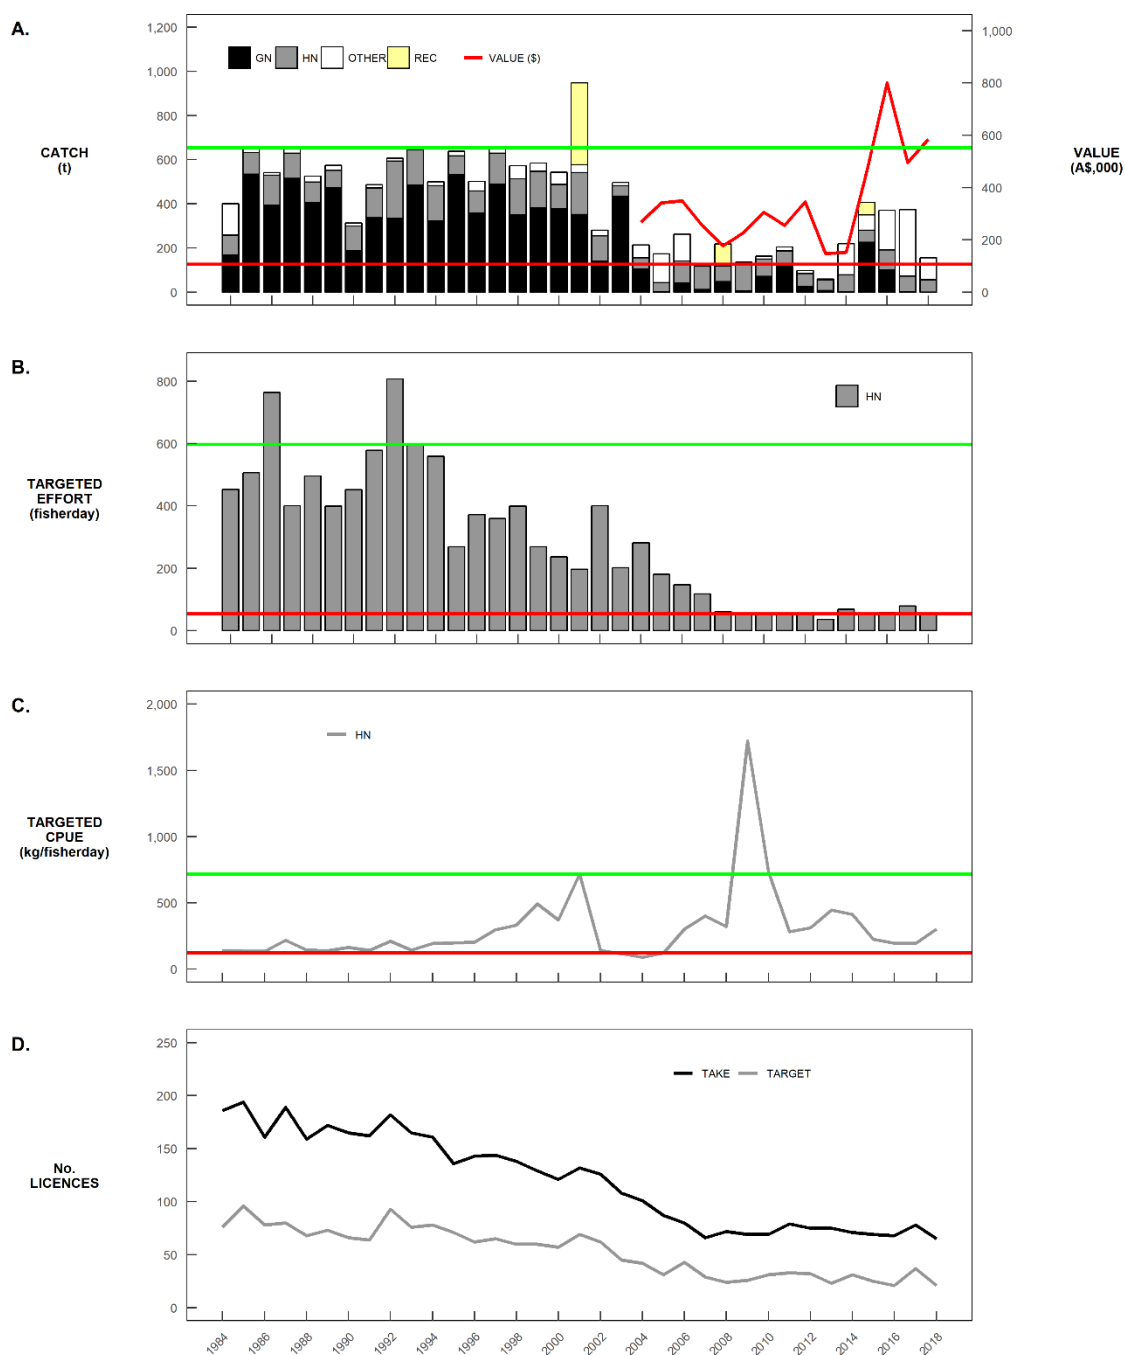 A.
CATCH
(t)
1,200
1,000
800
600
400
200
0
GN HN OTHER REC VALUE ($)
1,000
800
600
400
200
0
VALUE
(A$,000)
B.
TARGETED
EFFORT
(fisherday)
800
600
400
200
0
HN
C.
TARGETED
CPUE
(kg/fisherday)
2,000
1,500
1,000
500
0
HN
D.
No.
LICENCES
250
200
150
100
50
0
TAKE TARGET
1984 1986 1988 1990 1992 1994 1996 1998 2000 2002 2004 2006 2008 2010 2012 2014 2016 2018